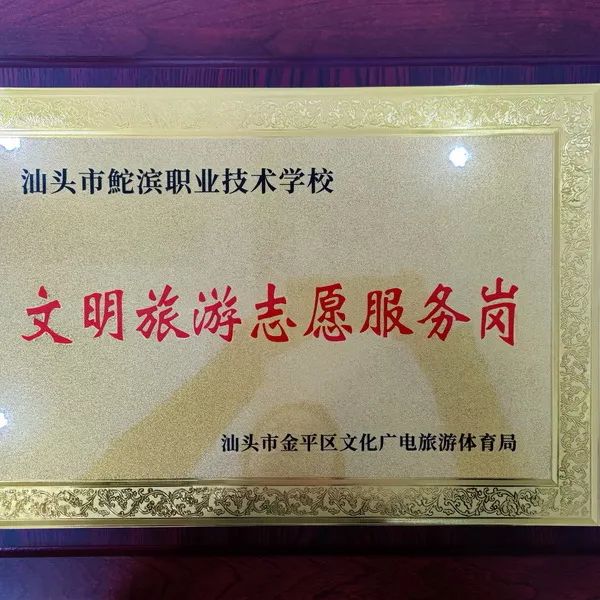 汕头市鮀滨职业技术学校
文明旅游志愿服务岗
汕头市金平区文化广电旅游体育局